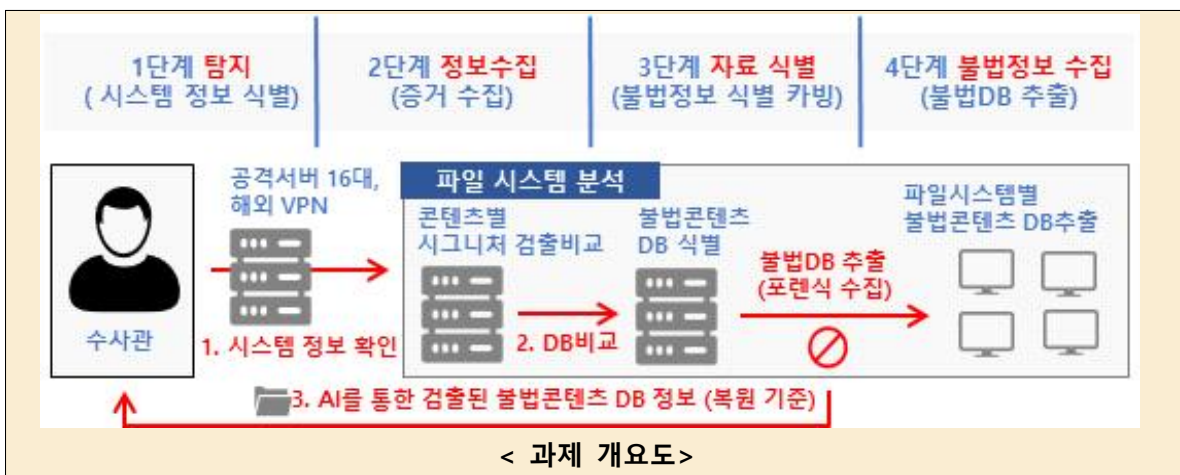 1단계 탐지
( 시스템 정보 식별)
2단계 정보수집
(증거 수집)
3단계 자료 식별
(불법정보 식별 카빙)
4단계 불법정보 수집
(불법DB 추출)
공격서버 16대,
해외 VPN
파일 시스템 분석
콘텐츠별
시그니처 검출비교
불법콘텐츠
DB 식별
파일시스템별
불법콘텐츠 DB추출
불법DB 추출
(포렌식 수집)
수사관
1. 시스템 정보 확인
2. DB비교
3. AI를 통한 검출된 불법콘텐츠 DB 정보 (복원 기준)
< 과제 개요도>